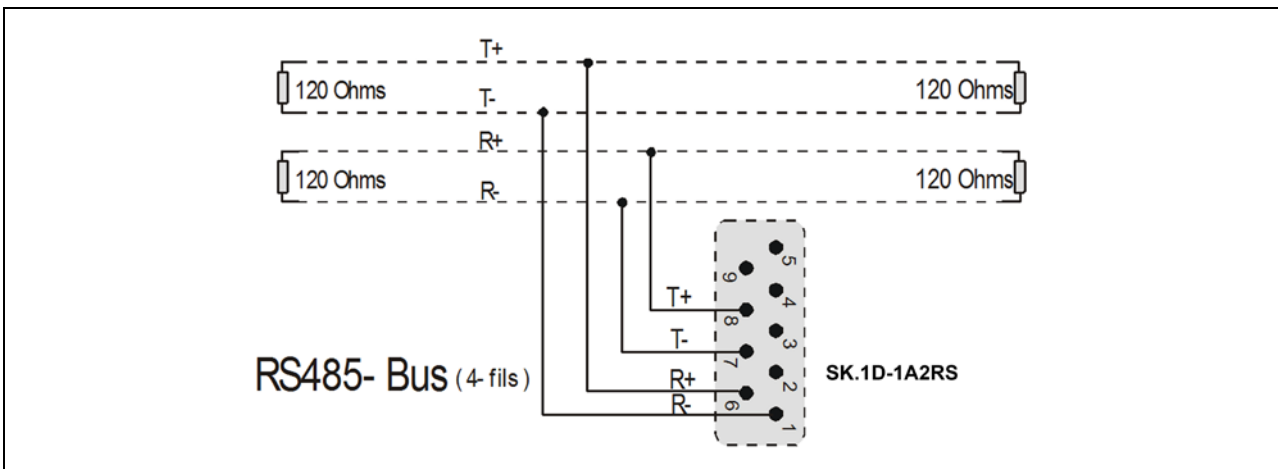 T+
120 Ohms
120 Ohms
T-
R+
120 Ohms
120 Ohms
R-
5
9
4
T+
8
3
T-
7
SK.1D-1A2RS
RS485- Bus ( 4- fils )
R+
2
6
R-
1